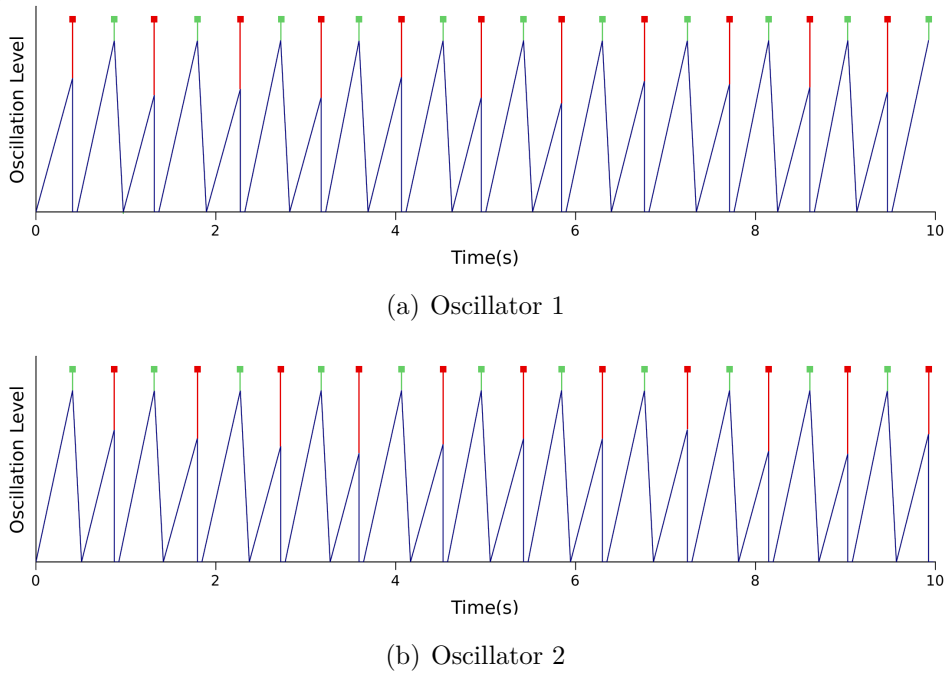 Oscillation Level
0 2 4 6 8 10
Time(s)
(a) Oscillator 1
Oscillation Level
0 2 4 6 8 10
Time(s)
(b) Oscillator 2